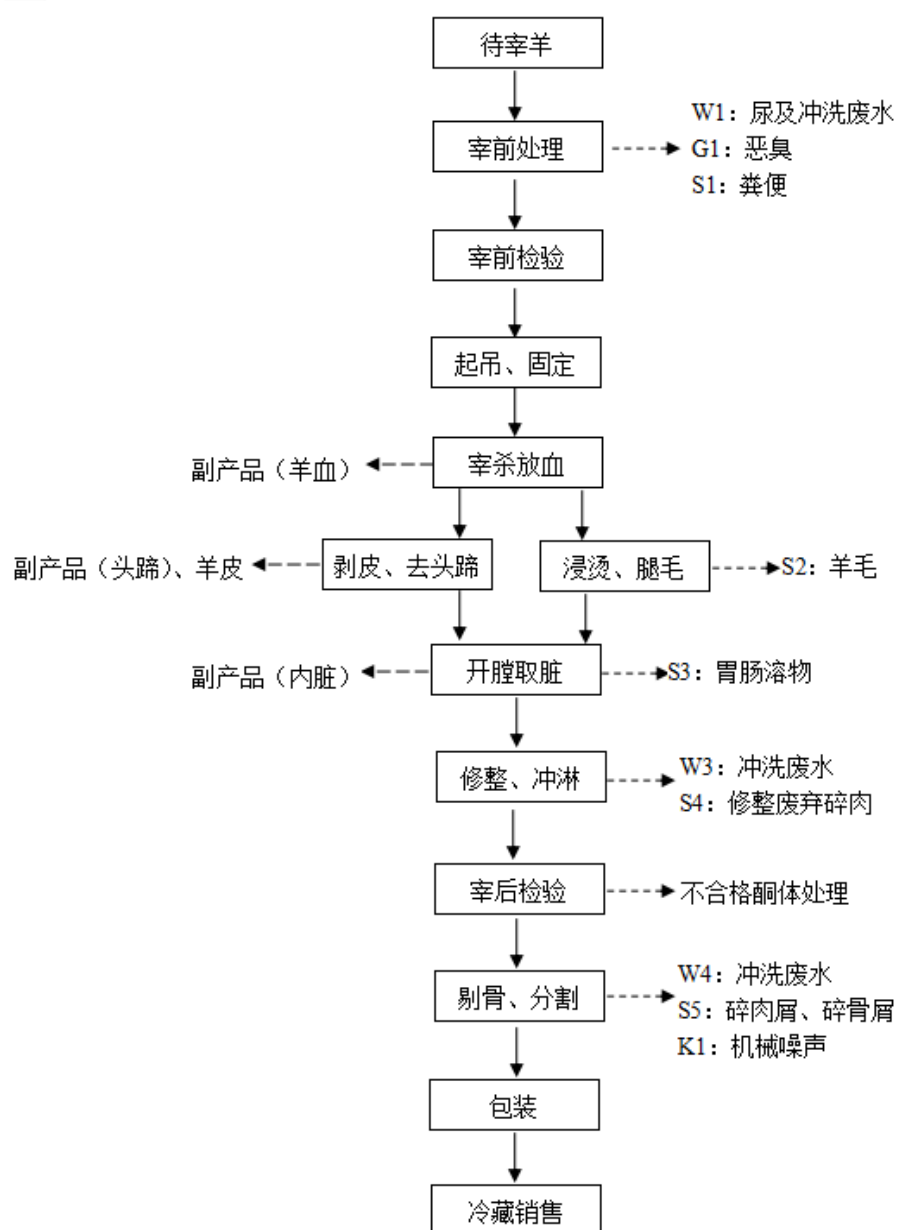 待宰羊
宰前处理
W1：尿及冲洗废水
G1：恶臭
S1：粪便
宰前检验
起吊、固定
副产品（羊血）
宰杀放血
副产品（头蹄）、羊皮
剥皮、去头蹄
浸烫、腿毛
S2：羊毛
副产品（内脏）
开膛取脏
S3：胃肠溶物
修整、冲淋
W3：冲洗废水
S4：修整废弃碎肉
宰后检验
不合格酮体处理
剔骨、分割
W4：冲洗废水
S5：碎肉屑、碎骨屑
K1：机械噪声
包装
冷藏销售